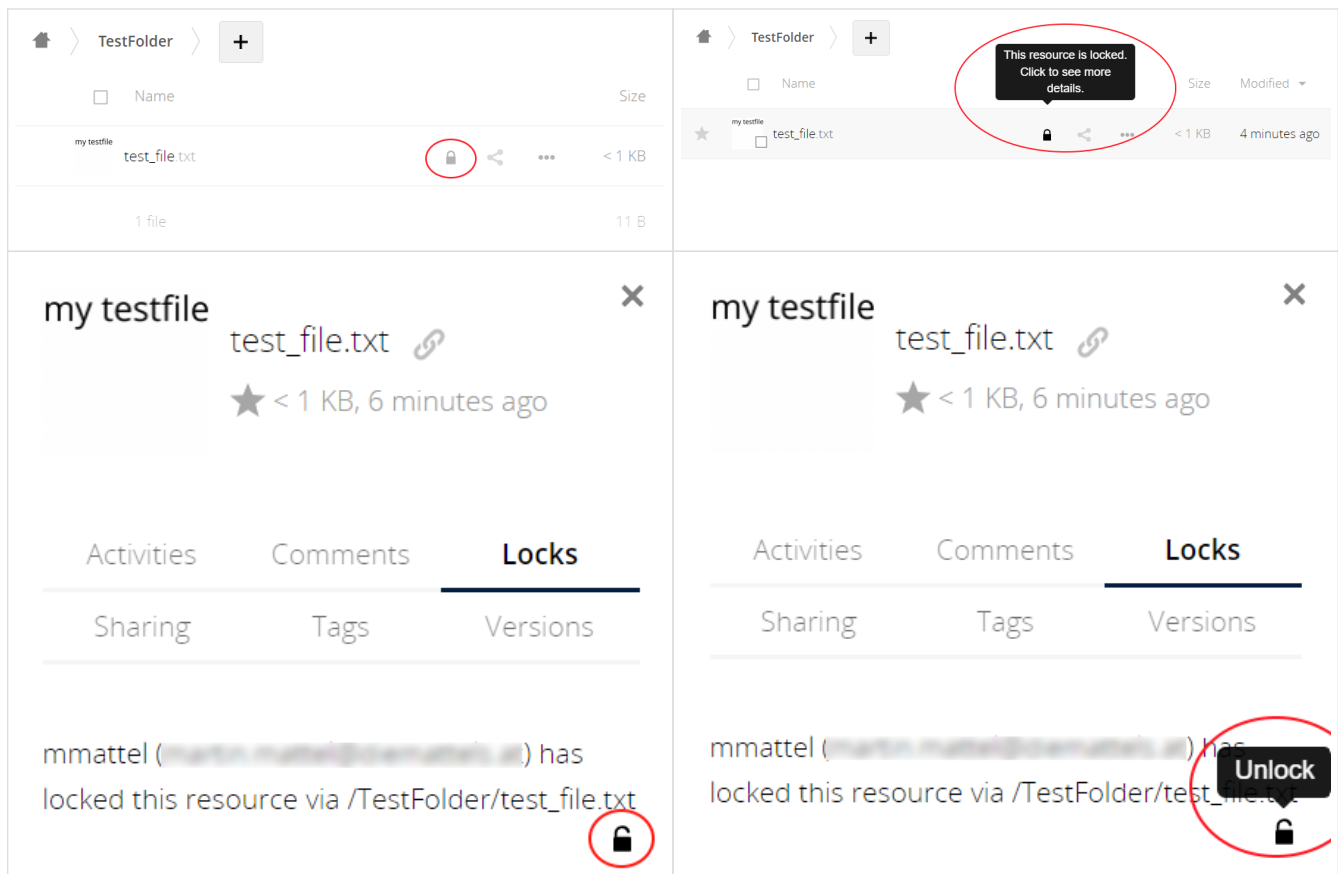 TestFolder +
Name Size
my testfile
test_file.txt < 1 KB
1 file 11 B
TestFolder +
This resource is locked.
Click to see more
details.
Name Size Modified
my testfile
test_file.txt < 1 KB 4 minutes ago
my testfile
test_file.txt
< 1 KB, 6 minutes ago
Activities Comments Locks
Sharing Tags Versions
mmattel ( ) has
locked this resource via /TestFolder/test_file.txt
my testfile
test_file.txt
< 1 KB, 6 minutes ago
Activities Comments Locks
Sharing Tags Versions
mmattel ( ) has
Unlock
locked this resource via /TestFolder/test_file.txt